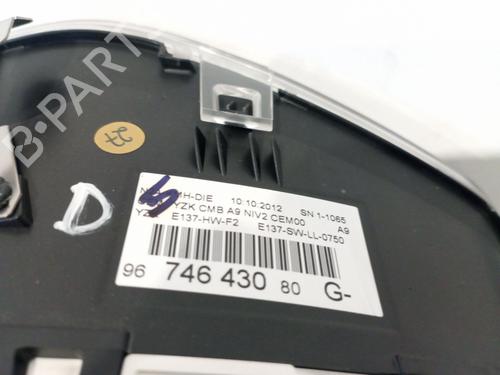 B-PARTS
D
-DIE 10.10.2012 SN 1-1065
YZK CMB A9 NIV2 CEM00 A9
E137-HW-F2 E137-SW-LL-0750
96 746 430 80 G-